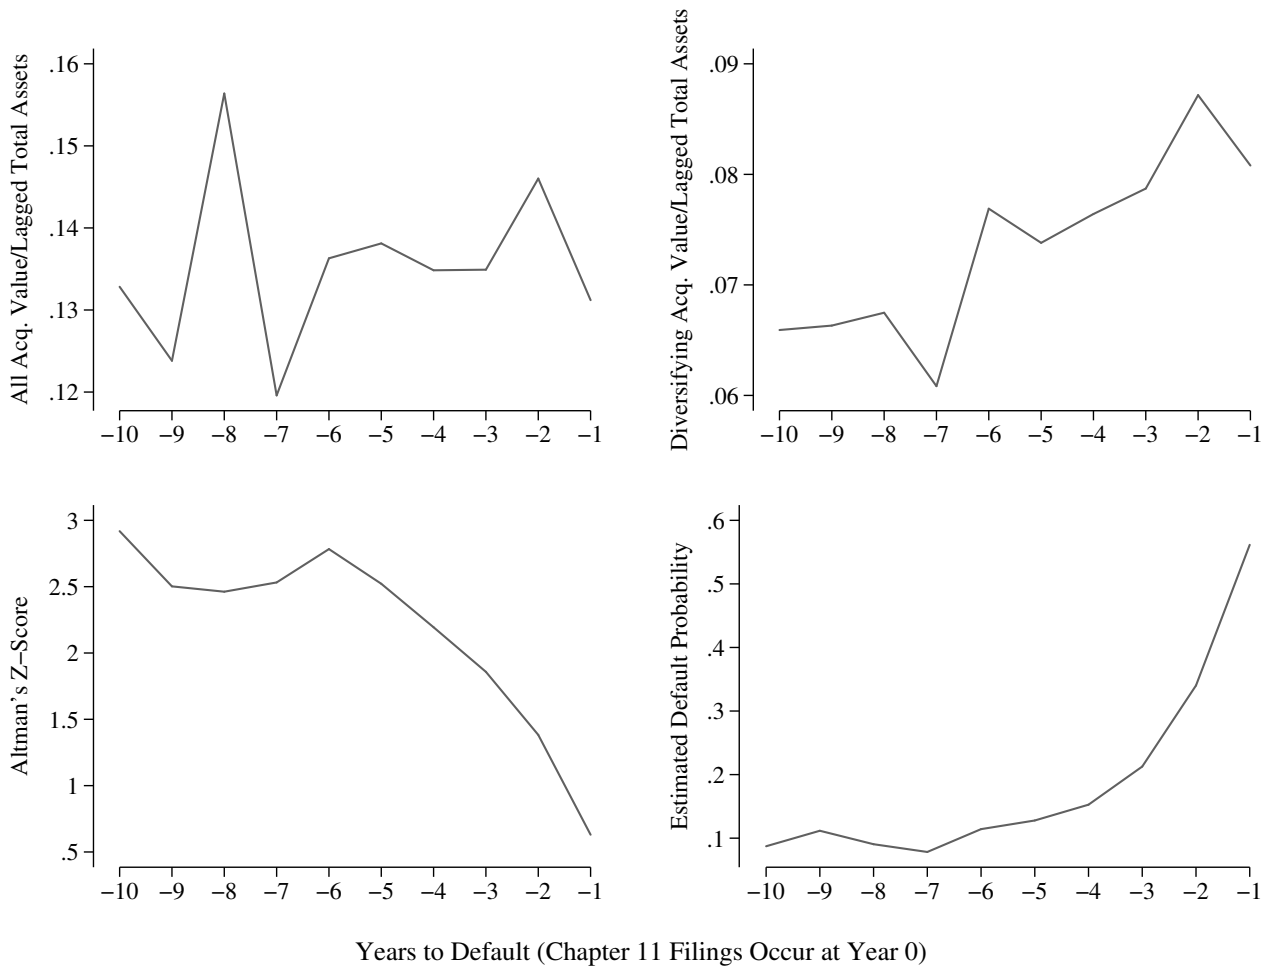 All Acq. Value/Lagged Total Assets
.16
.15
.14
.13
.12
−10 −9 −8 −7 −6 −5 −4 −3 −2 −1
Diversifying Acq. Value/Lagged Total Assets
.09
.08
.07
.06
−10 −9 −8 −7 −6 −5 −4 −3 −2 −1
Altman's Z−Score
3
2.5
2
1.5
1
.5
−10 −9 −8 −7 −6 −5 −4 −3 −2 −1
Estimated Default Probability
.6
.5
.4
.3
.2
.1
−10 −9 −8 −7 −6 −5 −4 −3 −2 −1
Years to Default (Chapter 11 Filings Occur at Year 0)